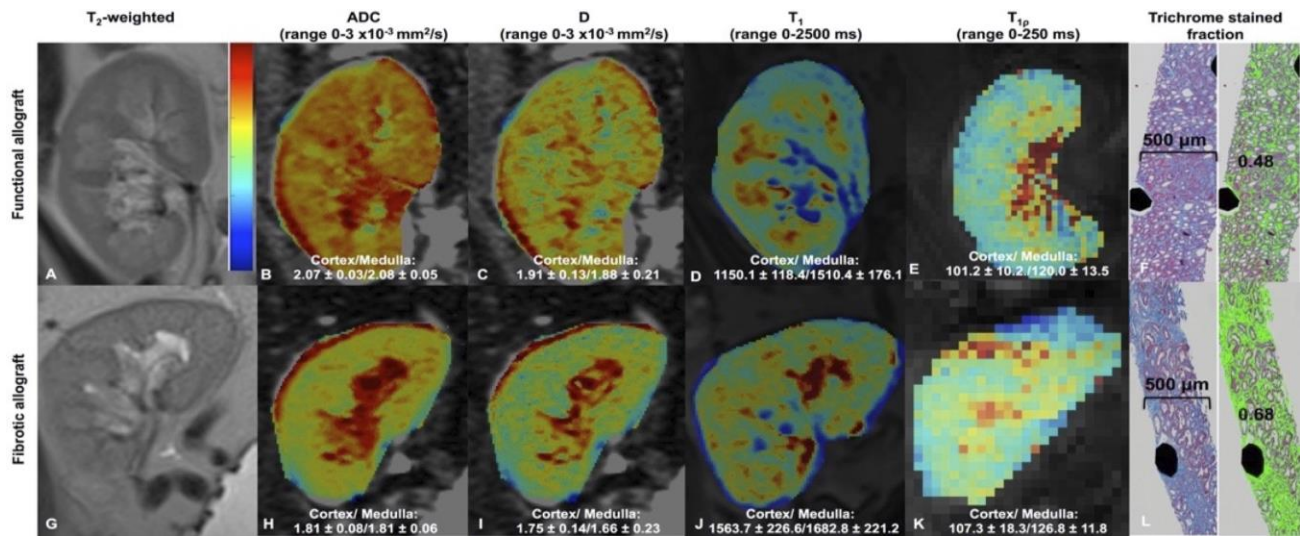 T₂-weighted
ADC
(range 0-3 x10⁻³ mm²/s)
D
(range 0-3 x10⁻³ mm²/s)
T₁
(range 0-2500 ms)
T₁ρ
(range 0-250 ms)
Trichrome stained
fraction
Functional allograft
A
B
Cortex/Medulla:
2.07 ± 0.03/2.08 ± 0.05
C
Cortex/Medulla:
1.91 ± 0.13/1.88 ± 0.21
D
Cortex/ Medulla:
1150.1 ± 118.4/1510.4 ± 176.1
E
Cortex/ Medulla:
101.2 ± 10.2/120.0 ± 13.5
500 µm
0.48
F
Fibrotic allograft
G
H
Cortex/ Medulla:
1.81 ± 0.08/1.81 ± 0.06
I
Cortex/ Medulla:
1.75 ± 0.14/1.66 ± 0.23
J
Cortex/ Medulla:
1563.7 ± 226.6/1682.8 ± 221.2
K
Cortex/ Medulla:
107.3 ± 18.3/126.8 ± 11.8
500 µm
0.68
L